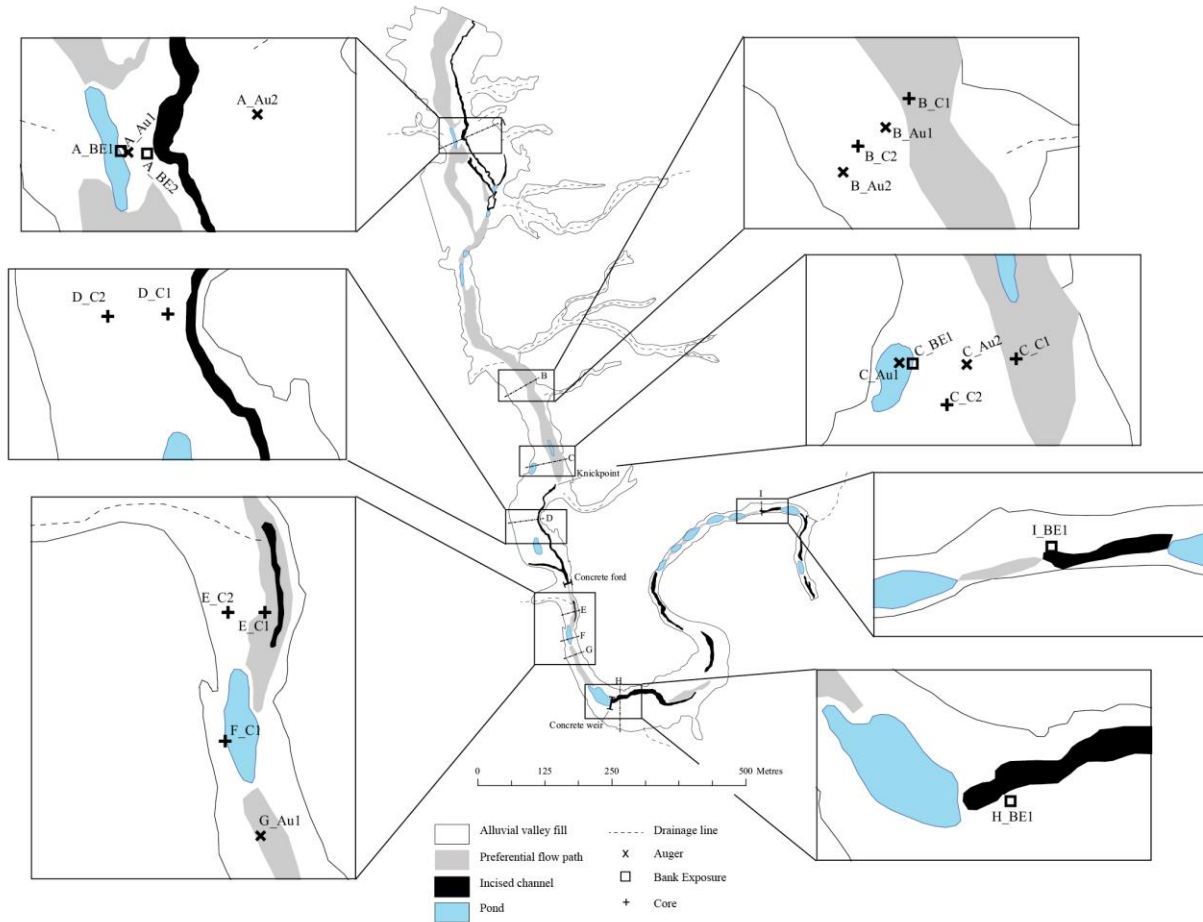 A_Au2
A_Au1
A_BE1
A_BE2
A
B_C1
B_Au1
B_C2
B_Au2
D_C2
D_C1
C_BE1
C_Au2
C_C1
C_Au1
C_C2
B
C
Knickpoint
D
I
I_BE1
Concrete ford
E_C2
E_C1
E
F
G
F_C1
H
Concrete weir
G_Au1
H_BE1
0 125 250 500 Metres
Alluvial valley fill
Preferential flow path
Incised channel
Pond
Drainage line
Auger
Bank Exposure
Core